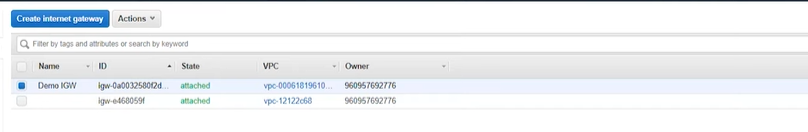 Create internet gateway Actions
Filter by tags and attributes or search by keyword
Name ID State VPC Owner
Demo IGW igw-0a0032580f2d... attached vpc-00061819610... 960957692776
igw-e468059f attached vpc-12122c68 960957692776